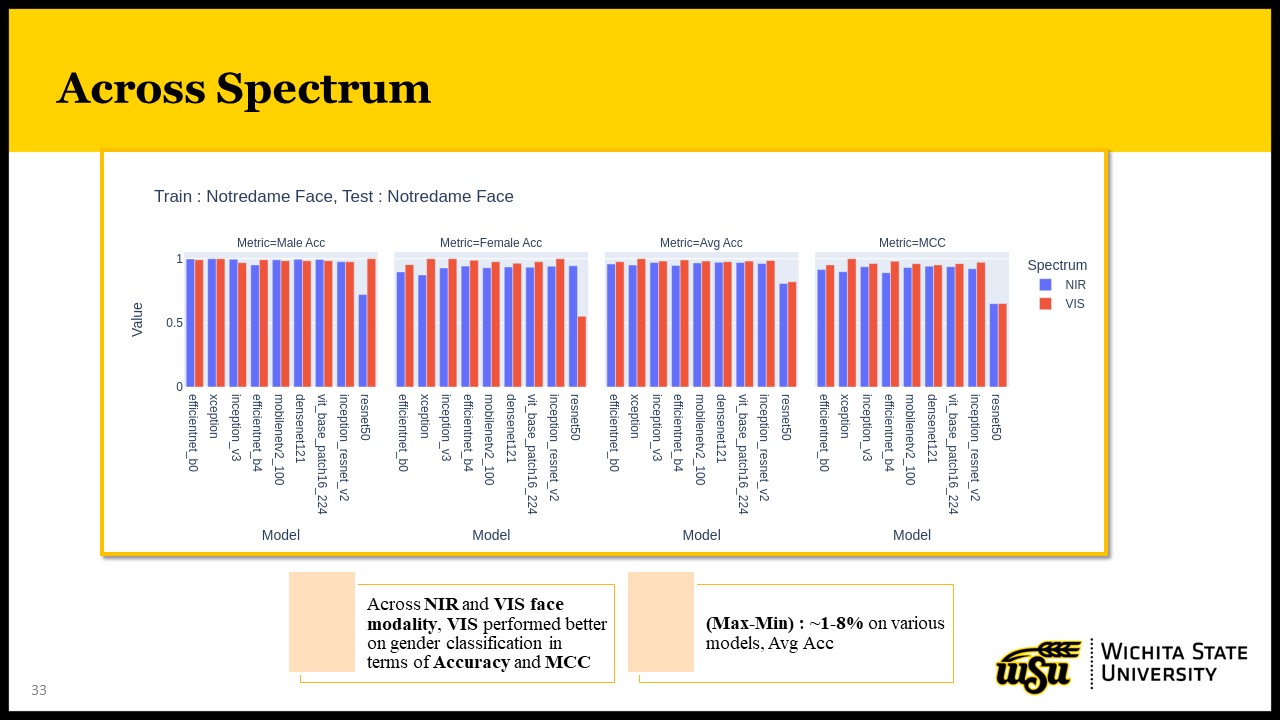 Across Spectrum
Train : Notredame Face, Test : Notredame Face
Metric=Male Acc
Metric=Female Acc
Metric=Avg Acc
Metric=MCC
Spectrum
NIR
VIS
Value
1
0.5
0
efficientnet_b0
xception
inception_v3
efficientnet_b4
mobilenetv2_100
densenet121
vit_base_patch16_224
inception_resnet_v2
resnet50
efficientnet_b0
xception
inception_v3
efficientnet_b4
mobilenetv2_100
densenet121
vit_base_patch16_224
inception_resnet_v2
resnet50
efficientnet_b0
xception
inception_v3
efficientnet_b4
mobilenetv2_100
densenet121
vit_base_patch16_224
inception_resnet_v2
resnet50
efficientnet_b0
xception
inception_v3
efficientnet_b4
mobilenetv2_100
densenet121
vit_base_patch16_224
inception_resnet_v2
resnet50
Model
Model
Model
Model
Across NIR and VIS face
modality, VIS performed better
on gender classification in
terms of Accuracy and MCC
(Max-Min) : ~1-8% on various
models, Avg Acc
WSU
WICHITA STATE
UNIVERSITY
33